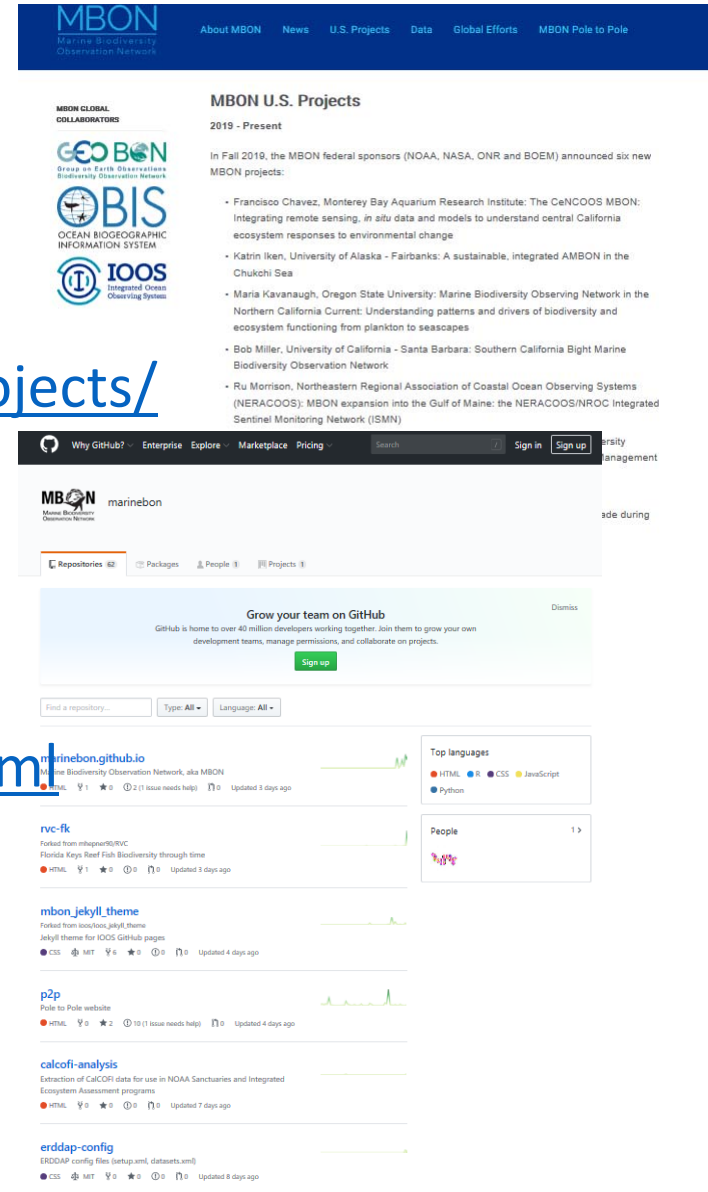 MBON
Marine Biodiversity
Observation Network
About MBON News U.S. Projects Data Global Efforts MBON Pole to Pole
MBON GLOBAL
COLLABORATORS
GEO BON
Group on Earth Observations
Biodiversity Observation Network
OBIS
OCEAN BIOGEOGRAPHIC
INFORMATION SYSTEM
IOOS
Integrated Ocean
Observing System
MBON U.S. Projects
2019 - Present
In Fall 2019, the MBON federal sponsors (NOAA, NASA, ONR and BOEM) announced six new
MBON projects:
• Francisco Chavez, Monterey Bay Aquarium Research Institute: The CeNCOOS MBON:
Integrating remote sensing, in situ data and models to understand central California
ecosystem responses to environmental change
• Katrin Iken, University of Alaska - Fairbanks: A sustainable, integrated AMBON in the
Chukchi Sea
• Maria Kavanaugh, Oregon State University: Marine Biodiversity Observing Network in the
Northern California Current: Understanding patterns and drivers of biodiversity and
ecosystem functioning from plankton to seascapes
• Bob Miller, University of California - Santa Barbara: Southern California Bight Marine
Biodiversity Observation Network
• Ru Morrison, Northeastern Regional Association of Coastal Ocean Observing Systems
(NERACOOS): MBON expansion into the Gulf of Maine: the NERACOOS/NROC Integrated
Sentinel Monitoring Network (ISMN)
ersity
Management
ade during
ojects/
Why GitHub? Enterprise Explore Marketplace Pricing Search / Sign in Sign up
MBON
Marine Biodiversity
Observation Network
marinebon
Repositories 62 Packages People 1 Projects 1
Dismiss
Grow your team on GitHub
GitHub is home to over 40 million developers working together. Join them to grow your own
development teams, manage permissions, and collaborate on projects.
Sign up
Find a repository... Type: All Language: All
ml
marinebon.github.io
Marine Biodiversity Observation Network, aka MBON
HTML 1 0 2 (1 issue needs help) 0 Updated 3 days ago
rvc-fk
Forked from mhepner90/RVC
Florida Keys Reef Fish Biodiversity through time
HTML 1 0 0 0 Updated 3 days ago
mbon_jekyll_theme
Forked from ioos/ioos_jekyll_theme
Jekyll theme for IOOS GitHub pages
CSS MIT 6 0 0 0 Updated 4 days ago
p2p
Pole to Pole website
HTML 0 2 10 (1 issue needs help) 0 Updated 4 days ago
calcofi-analysis
Extraction of CalCOFI data for use in NOAA Sanctuaries and Integrated
Ecosystem Assessment programs
HTML 0 0 0 0 Updated 7 days ago
erddap-config
ERDDAP config files (setup.xml, datasets.xml)
CSS MIT 0 0 0 0 Updated 8 days ago
Top languages
HTML R CSS JavaScript
Python
People 1 >